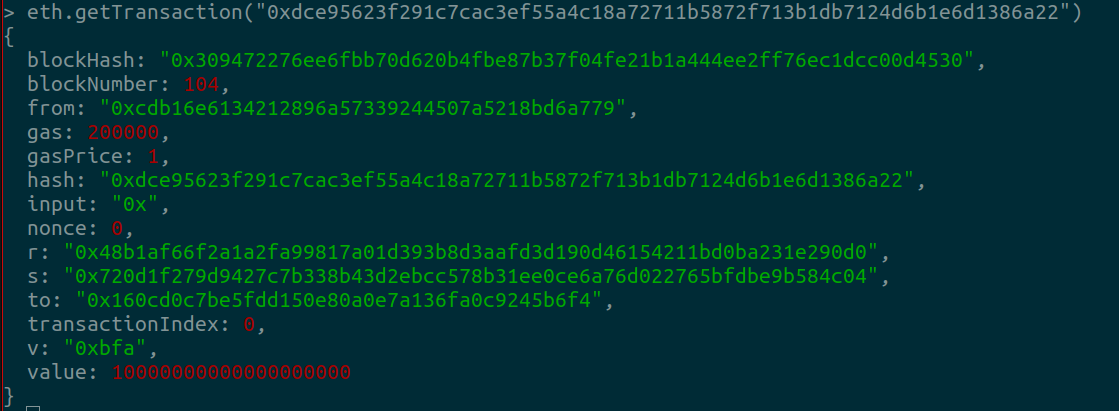 > eth.getTransaction("0xdce95623f291c7cac3ef55a4c18a72711b5872f713b1db7124d6b1e6d1386a22")
{
  blockHash: "0x309472276ee6fbb70d620b4fbe87b37f04fe21b1a444ee2ff76ec1dcc00d4530",
  blockNumber: 104,
  from: "0xcdb16e6134212896a57339244507a5218bd6a779",
  gas: 200000,
  gasPrice: 1,
  hash: "0xdce95623f291c7cac3ef55a4c18a72711b5872f713b1db7124d6b1e6d1386a22",
  input: "0x",
  nonce: 0,
  r: "0x48b1af66f2a1a2fa99817a01d393b8d3aafd3d190d46154211bd0ba231e290d0",
  s: "0x720d1f279d9427c7b338b43d2ebcc578b31ee0ce6a76d022765bfdbe9b584c04",
  to: "0x160cd0c7be5fdd150e80a0e7a136fa0c9245b6f4",
  transactionIndex: 0,
  v: "0xbfa",
  value: 10000000000000000000
}